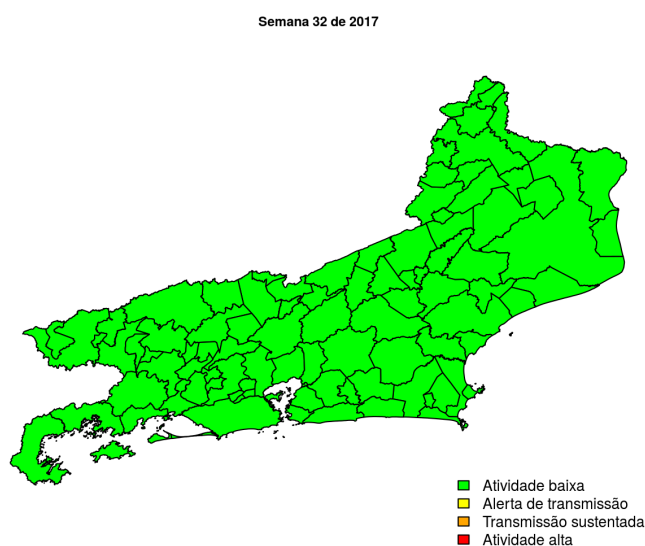 Semana 32 de 2017
Atividade baixa
Alerta de transmissão
Transmissão sustentada
Atividade alta